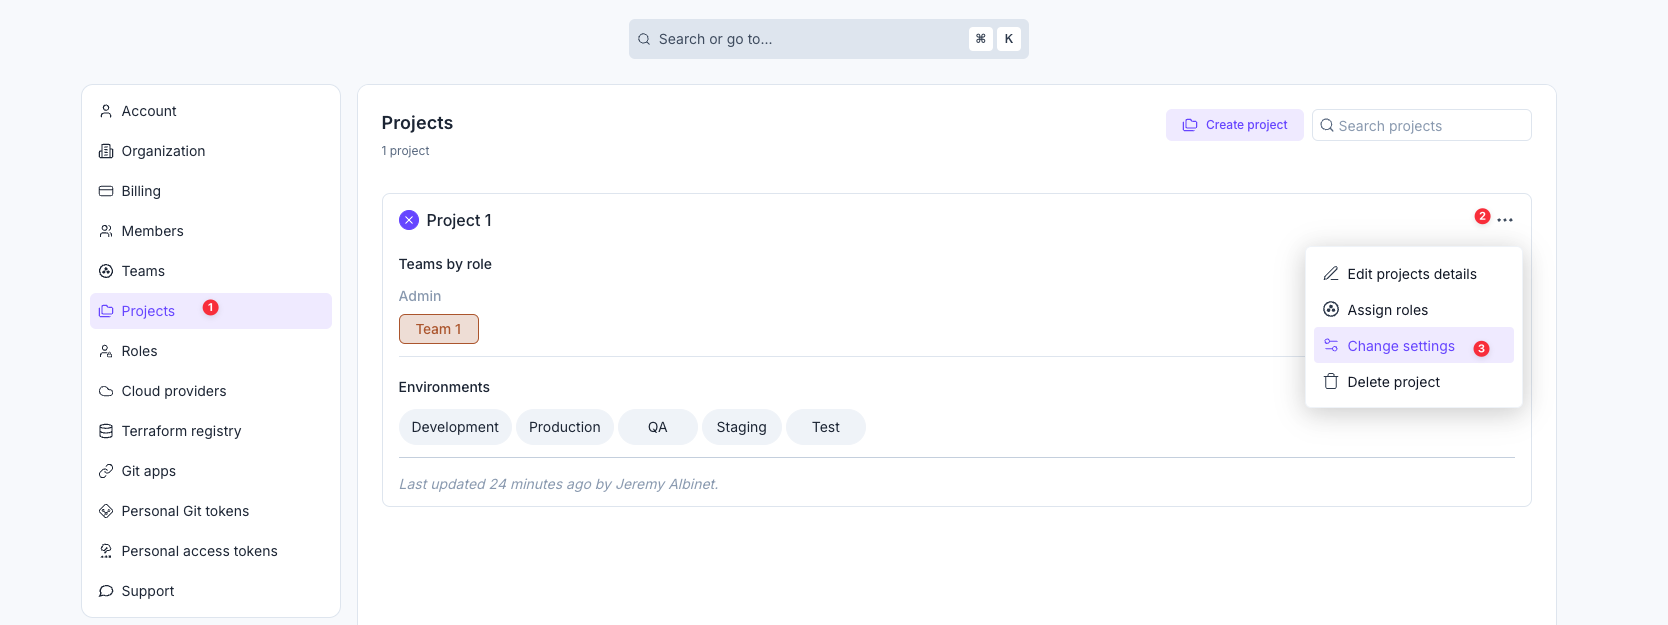 Search or go to...
⌘ K
Account
Organization
Billing
Members
Teams
Projects 1
Roles
Cloud providers
Terraform registry
Git apps
Personal Git tokens
Personal access tokens
Support
Projects
1 project
Create project
Search projects
Project 1
2
Teams by role
Admin
Team 1
Edit projects details
Assign roles
Change settings 3
Delete project
Environments
Development Production QA Staging Test
Last updated 24 minutes ago by Jeremy Albinet.